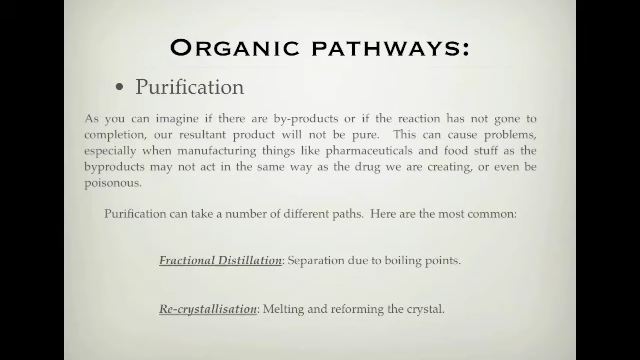 ORGANIC PATHWAYS:
• Purification
As you can imagine if there are by-products or if the reaction has not gone to
completion, our resultant product will not be pure. This can cause problems,
especially when manufacturing things like pharmaceuticals and food stuff as the
byproducts may not act in the same way as the drug we are creating, or even be
poisonous.
Purification can take a number of different paths. Here are the most common:
Fractional Distillation: Separation due to boiling points.
Re-crystallisation: Melting and reforming the crystal.